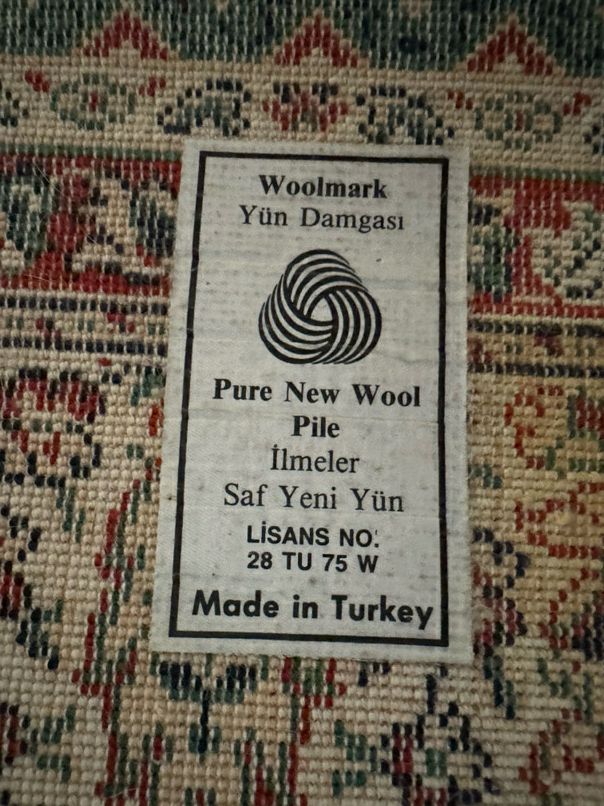 Woolmark
Yün Damgası
Pure New Wool
Pile
İlmeler
Saf Yeni Yün
LİSANS NO:
28 TU 75 W
Made in Turkey